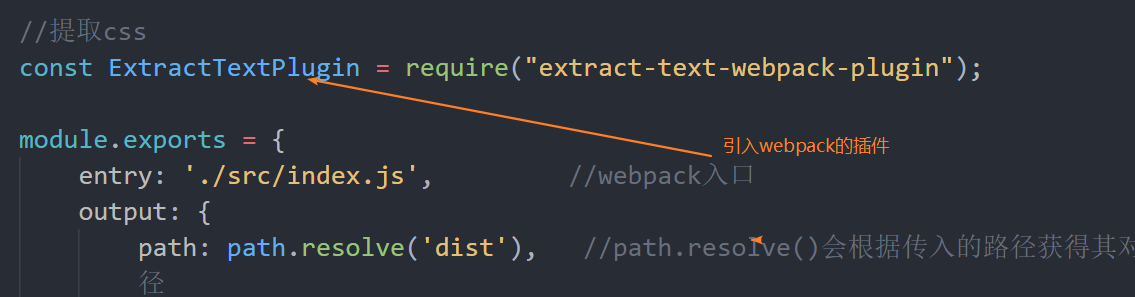 //提取css
const ExtractTextPlugin = require("extract-text-webpack-plugin");
module.exports = {
引入webpack的插件
entry: './src/index.js', //webpack入口
output: {
path: path.resolve('dist'), //path.resolve()会根据传入的路径获得其对
径